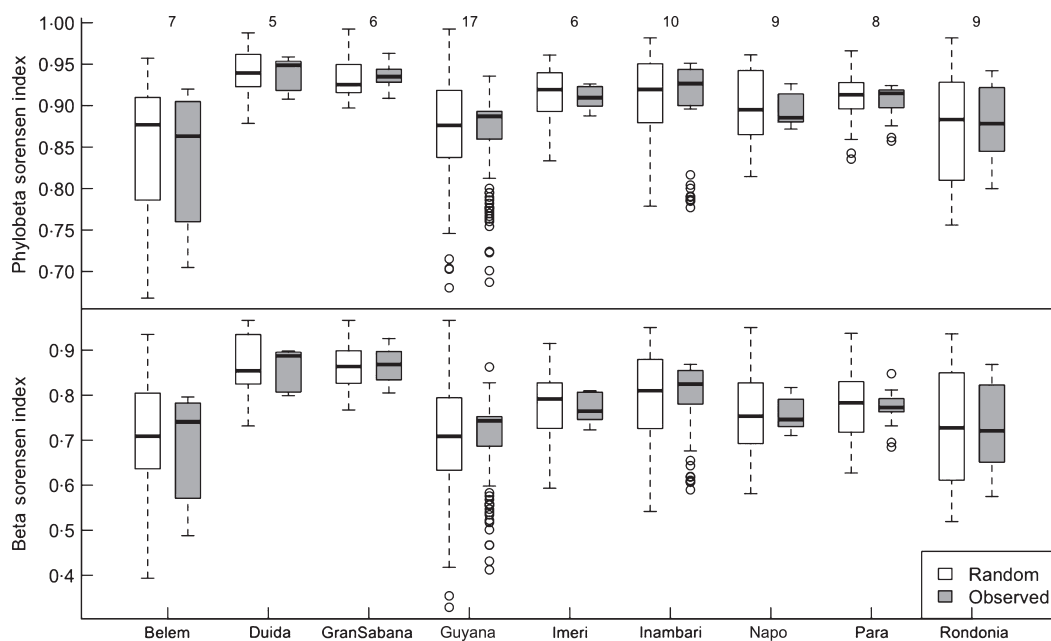 7 5 6 17 6 10 9 8 9
Phylobeta sorensen index
1·00
0·95
0·90
0·85
0·80
0·75
0·70
Beta sorensen index
0·9
0·8
0·7
0·6
0·5
0·4
Random
Observed
Belem Duida GranSabana Guyana Imeri Inambari Napo Para Rondonia